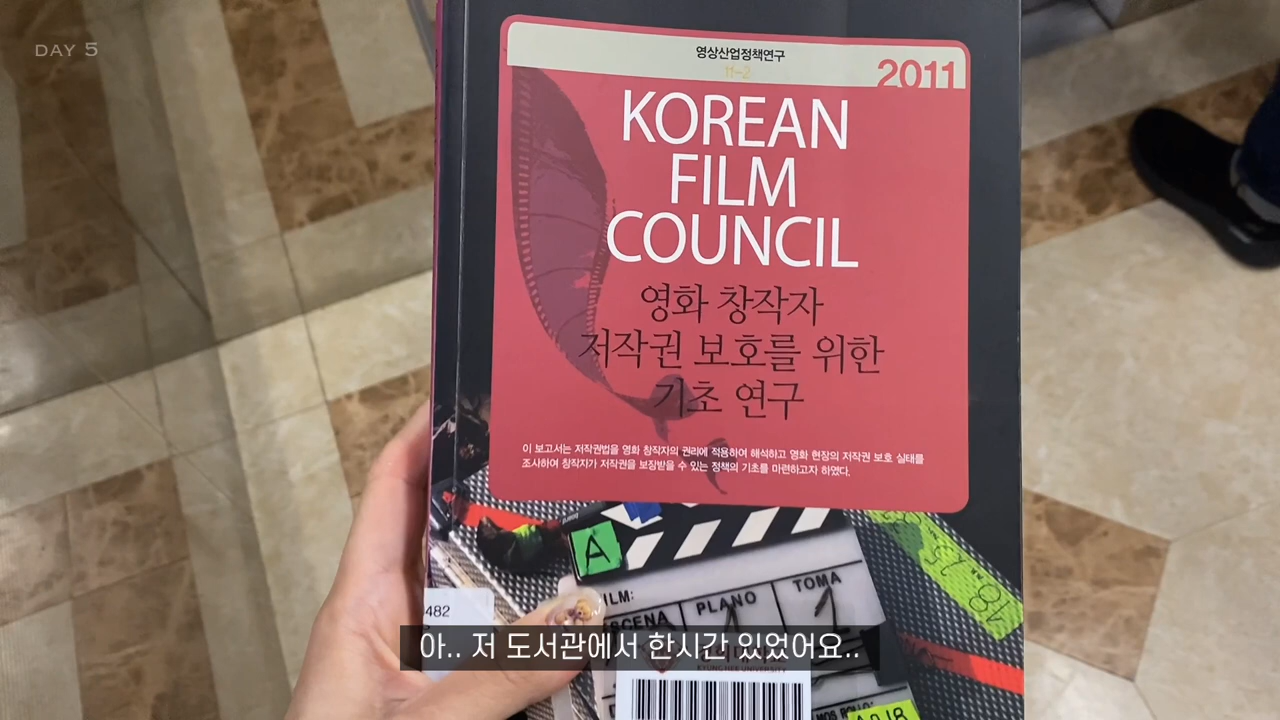 DAY 5
영상산업정책연구
11-2
2011
KOREAN
FILM
COUNCIL
영화 창작자
저작권 보호를 위한
기초 연구
이 보고서는 저작권법을 영화 창작자의 권리에 적용하여 해석하고 영화 현장의 저작권 보호 실태를
조사하여 창작자가 저작권을 보장받을 수 있는 정책의 기초를 마련하고자 하였다.
A
18m.35
FILM:
PLANO
TOMA
482
아.. 저 도서관에서 한시간 있었어요..
KYUNG HEE UNIVERSITY